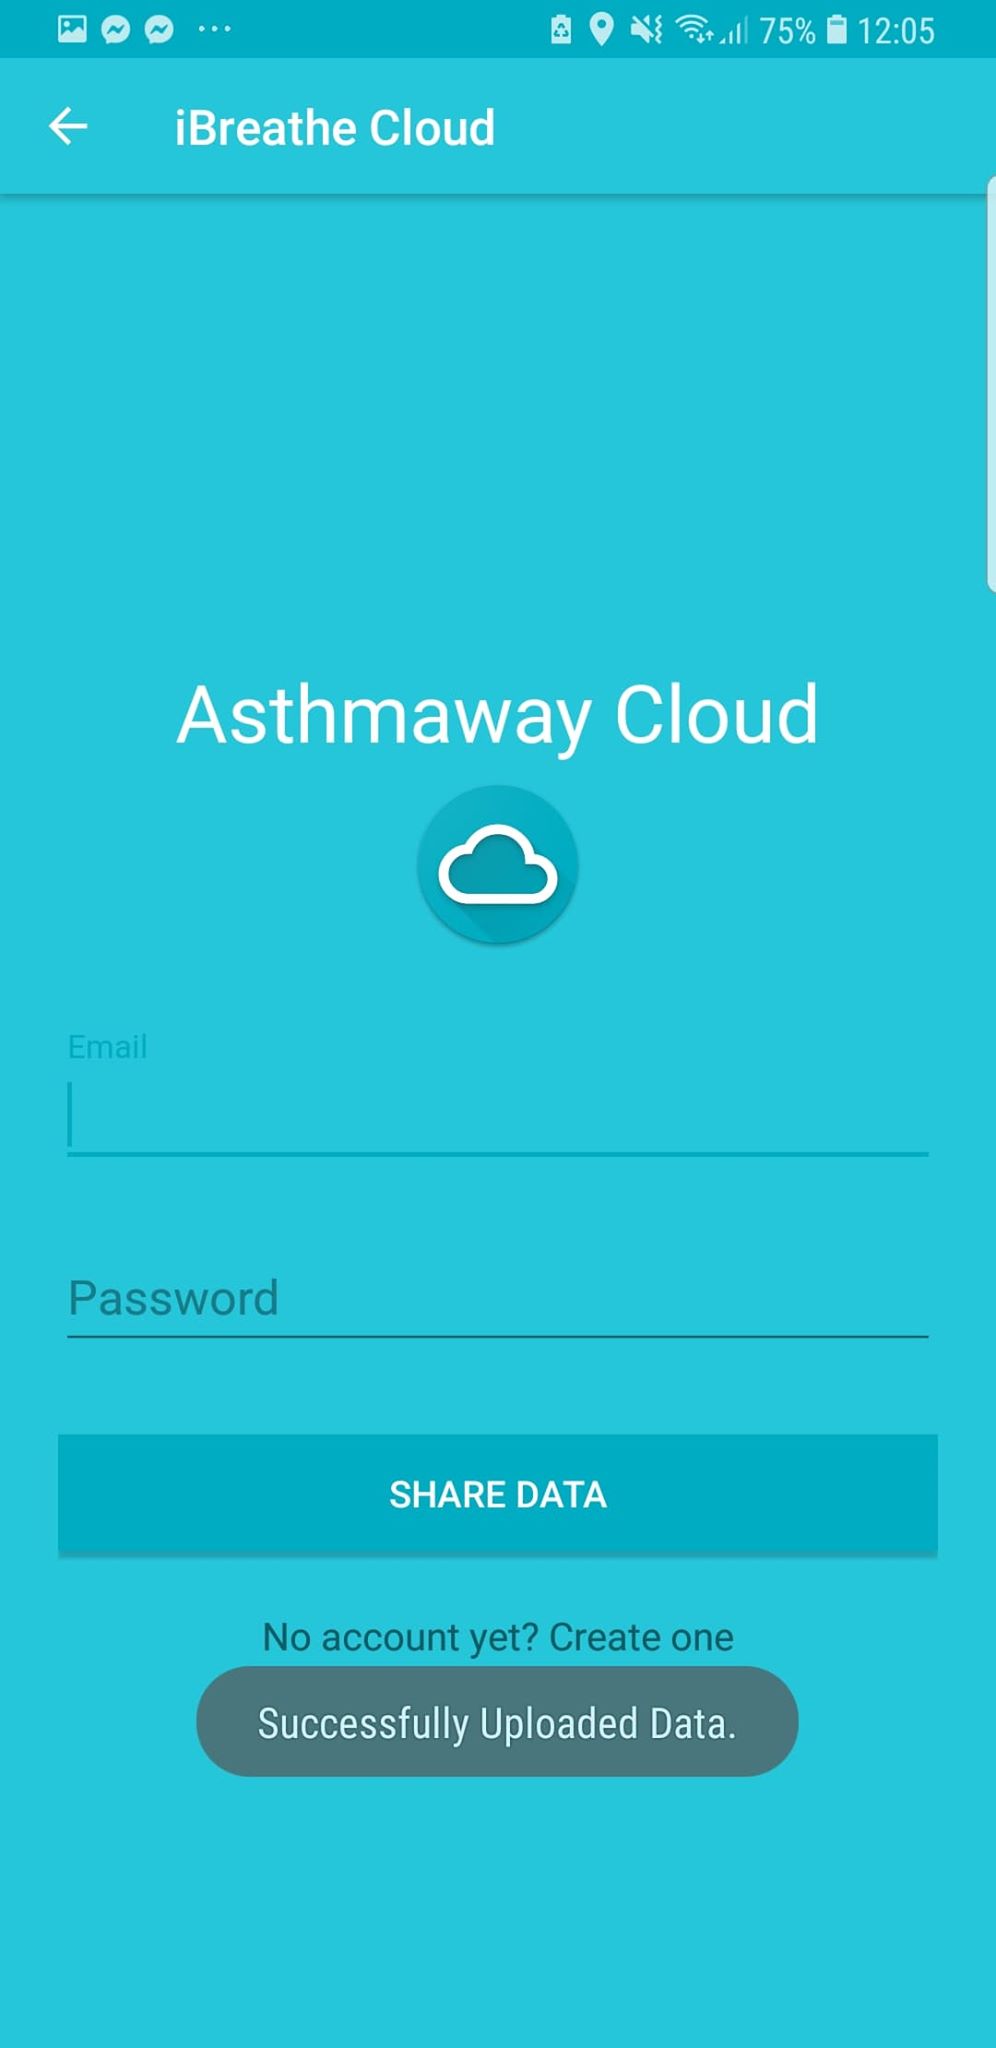 75% 12:05
iBreathe Cloud
Asthmaway Cloud
Email
Password
SHARE DATA
No account yet? Create one
Successfully Uploaded Data.